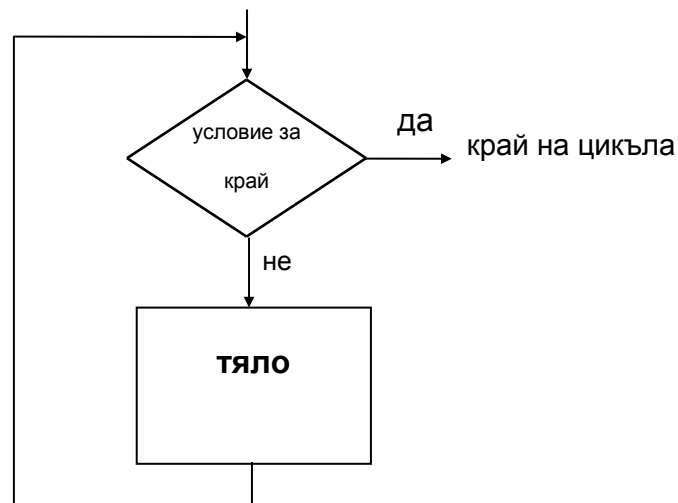 условие за
край
да
край на цикъла
не
тяло